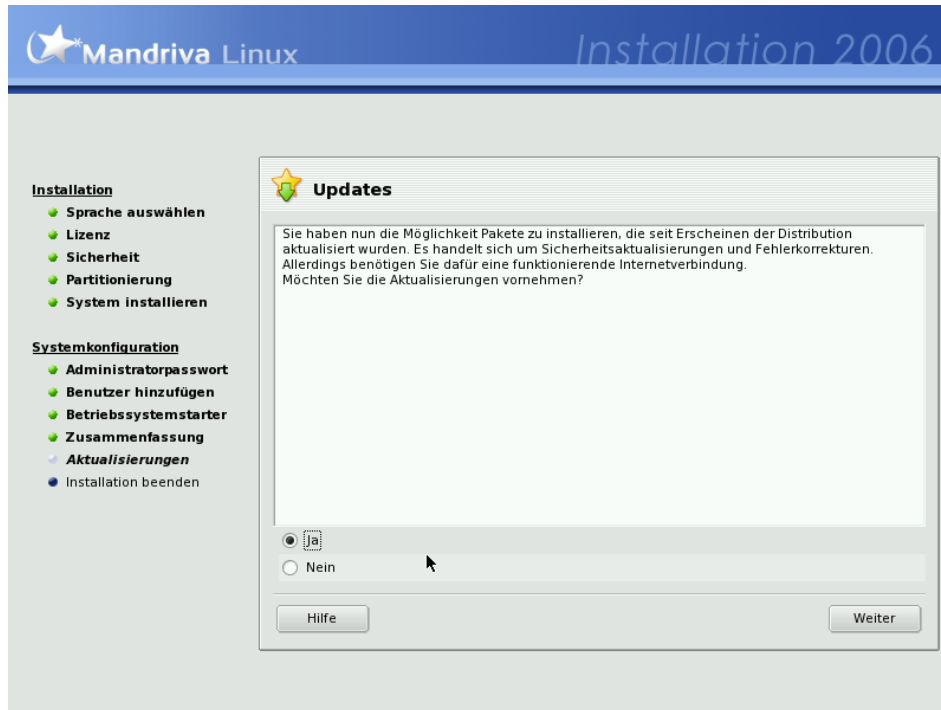 Mandriva Linux
Installation 2006
Installation
Sprache auswählen
Lizenz
Sicherheit
Partitionierung
System installieren
Systemkonfiguration
Administratorpasswort
Benutzer hinzufügen
Betriebssystemstarter
Zusammenfassung
Aktualisierungen
Installation beenden
Updates
Sie haben nun die Möglichkeit Pakete zu installieren, die seit Erscheinen der Distribution
aktualisiert wurden. Es handelt sich um Sicherheitsaktualisierungen und Fehlerkorrekturen.
Allerdings benötigen Sie dafür eine funktionierende Internetverbindung.
Möchten Sie die Aktualisierungen vornehmen?
Ja
Nein
Hilfe
Weiter